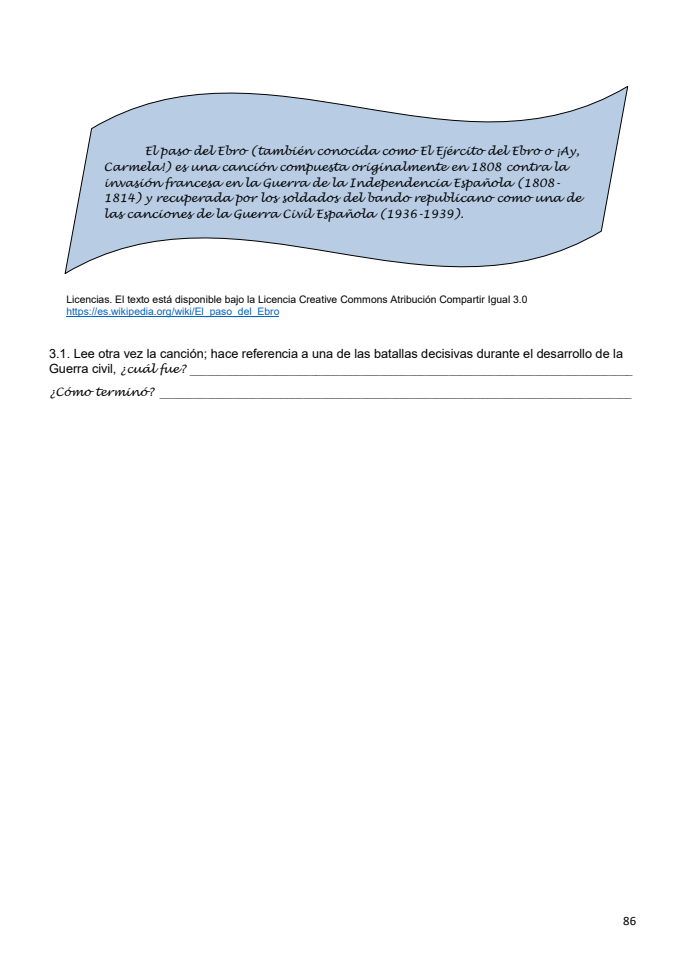 El paso del Ebro (también conocida como El Ejército del Ebro o ¡Ay,
Carmela!) es una canción compuesta originalmente en 1808 contra la
invasión francesa en la Guerra de la Independencia Española (1808-
1814) y recuperada por los soldados del bando republicano como una de
las canciones de la Guerra Civil Española (1936-1939).
Licencias. El texto está disponible bajo la Licencia Creative Commons Atribución Compartir Igual 3.0
https://es.wikipedia.org/wiki/El_paso_del_Ebro
3.1. Lee otra vez la canción; hace referencia a una de las batallas decisivas durante el desarrollo de la
Guerra civil, ¿cuál fue?
¿Cómo terminó?
86